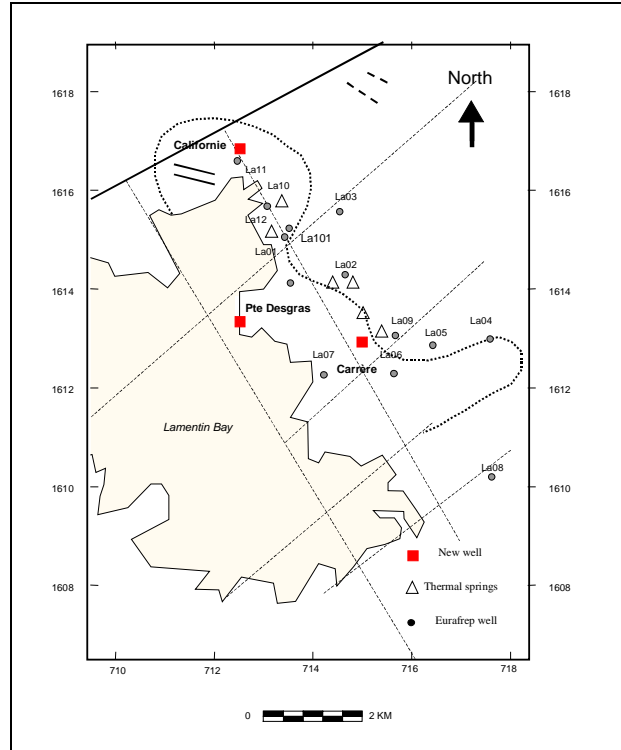 1618
1618
North
Californie
La11
1616
1616
La10
La03
La12
La101
La01
La02
1614
1614
Pte Desgras
La09
La05
La04
La07
Carrère
La06
1612
1612
Lamentin Bay
La08
1610
1610
New well
1608
1608
Thermal springs
Eurafrep well
710
712
714
716
718
0
2 KM